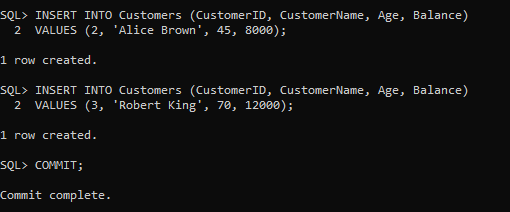 SQL> INSERT INTO Customers (CustomerID, CustomerName, Age, Balance)
  2  VALUES (2, 'Alice Brown', 45, 8000);
1 row created.
SQL> INSERT INTO Customers (CustomerID, CustomerName, Age, Balance)
  2  VALUES (3, 'Robert King', 70, 12000);
1 row created.
SQL> COMMIT;
Commit complete.